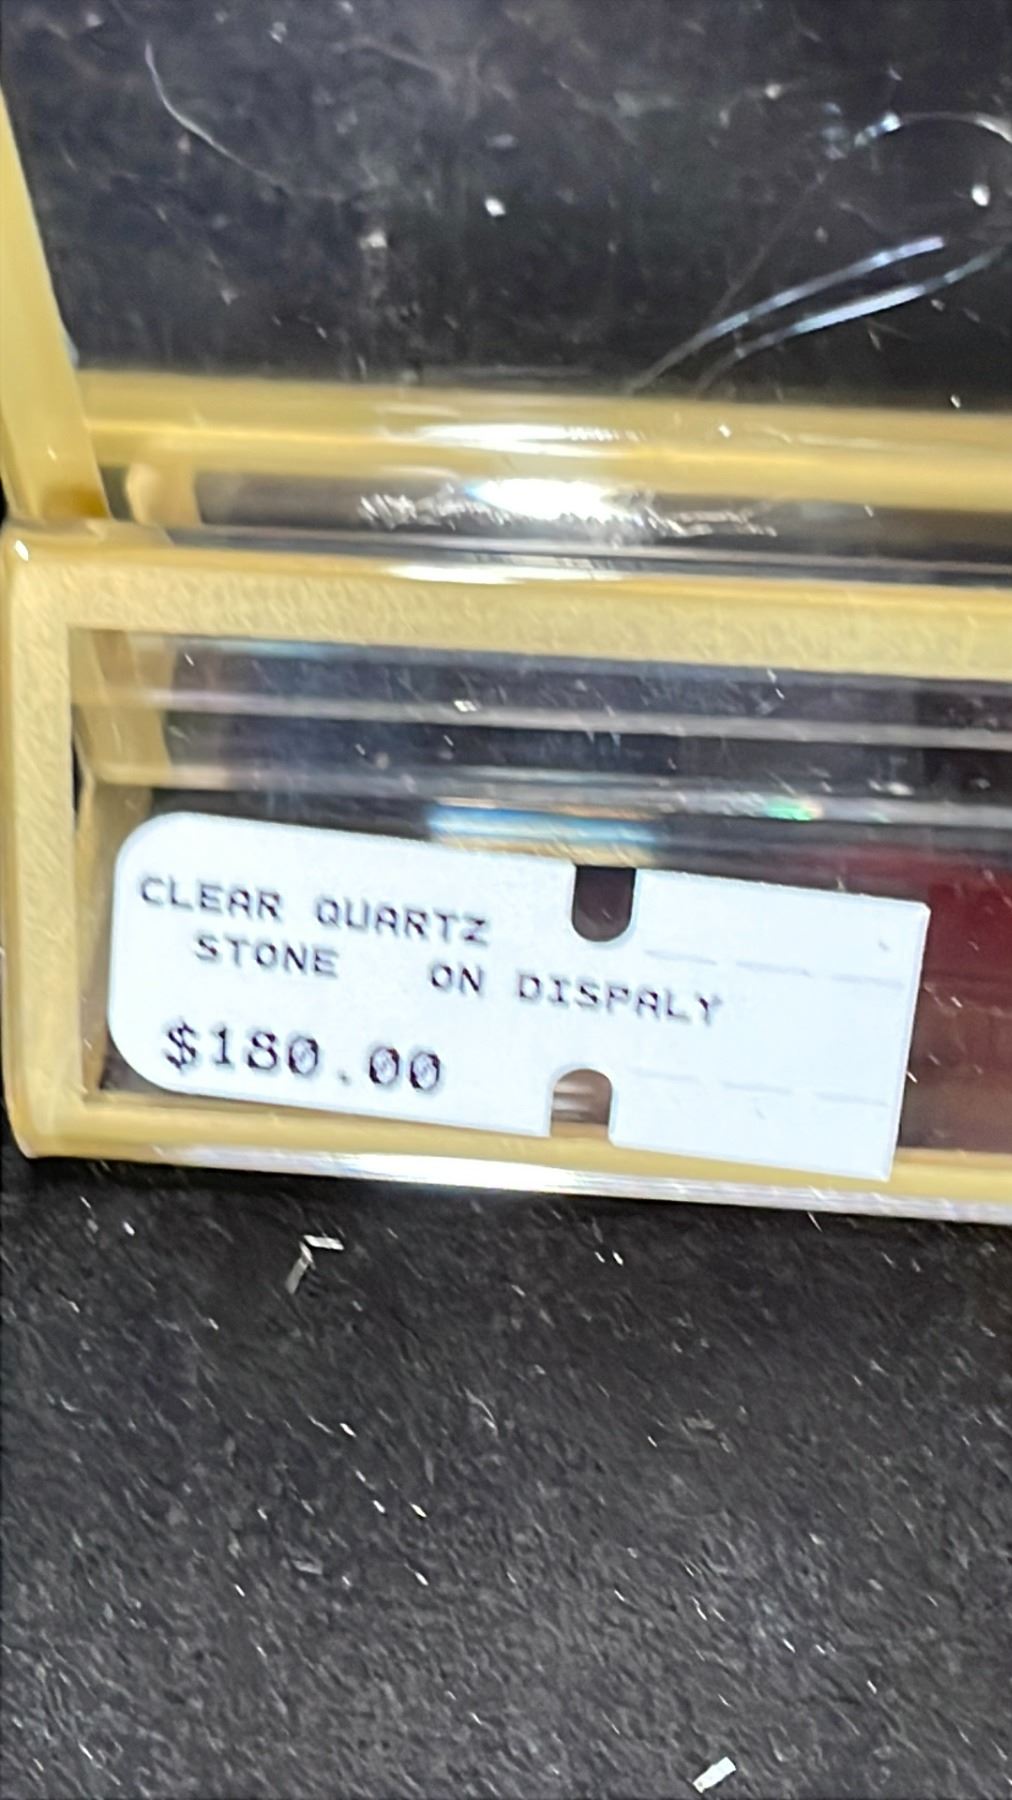 CLEAR QUARTZ
STONE ON DISPALY
$180.00